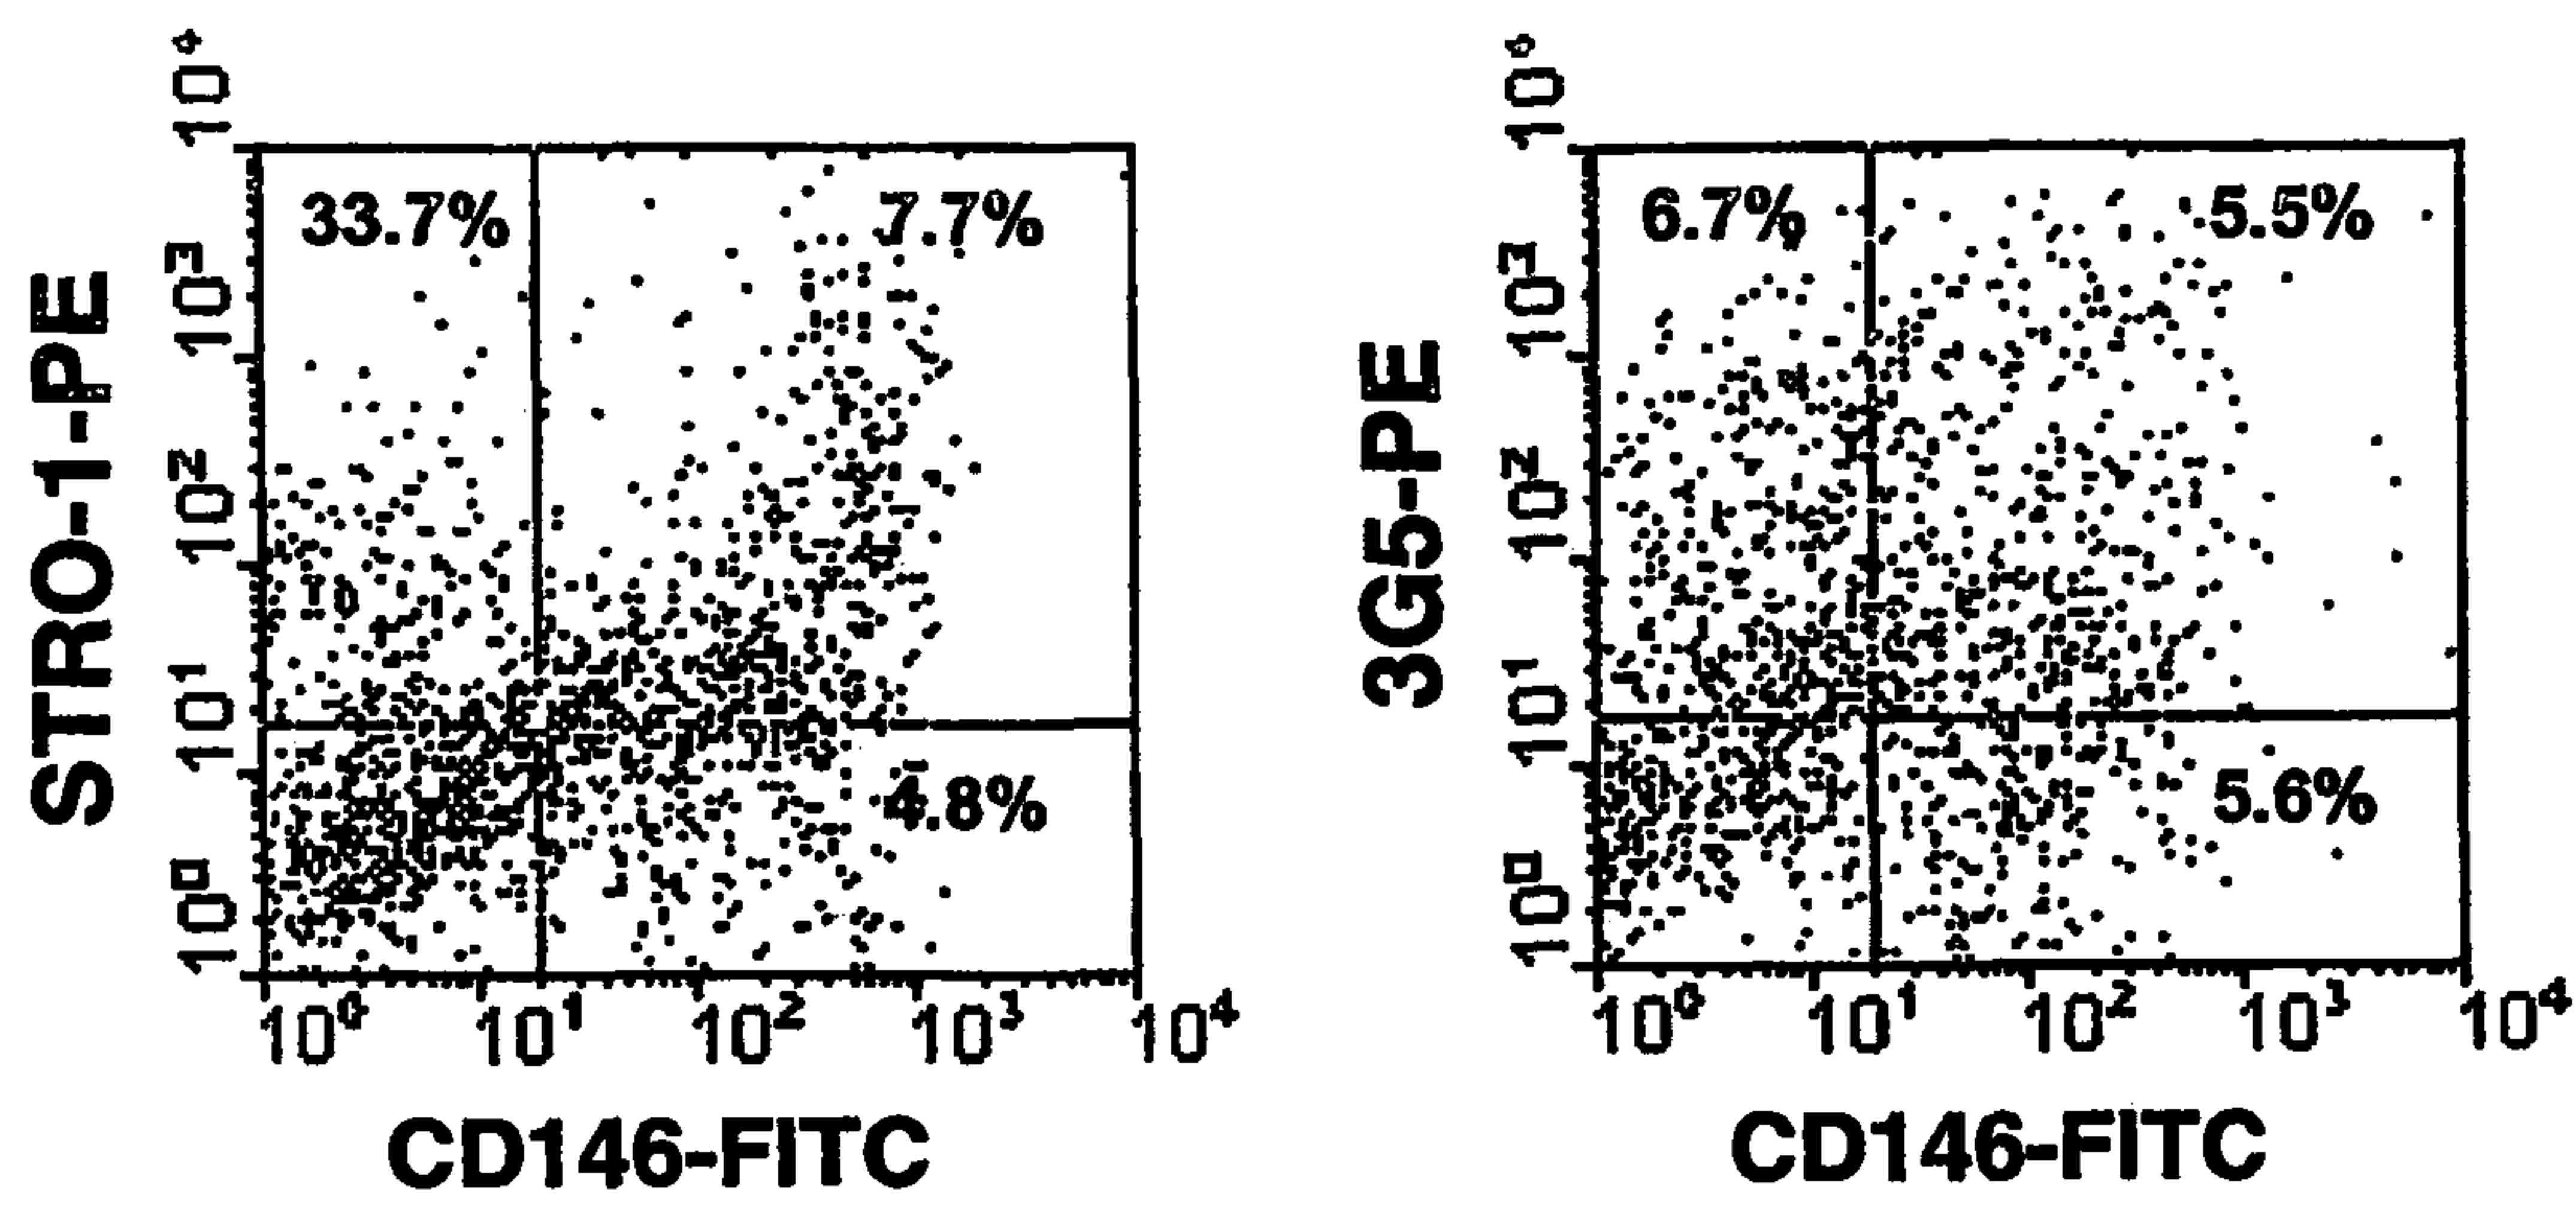 STRO-1-PE
10⁴
10³
10²
10¹
10⁰
33.7%
7.7%
4.8%
10⁰ 10¹ 10² 10³ 10⁴
CD146-FITC
3G5-PE
10⁴
10³
10²
10¹
10⁰
6.7%
5.5%
5.6%
10⁰ 10¹ 10² 10³ 10⁴
CD146-FITC